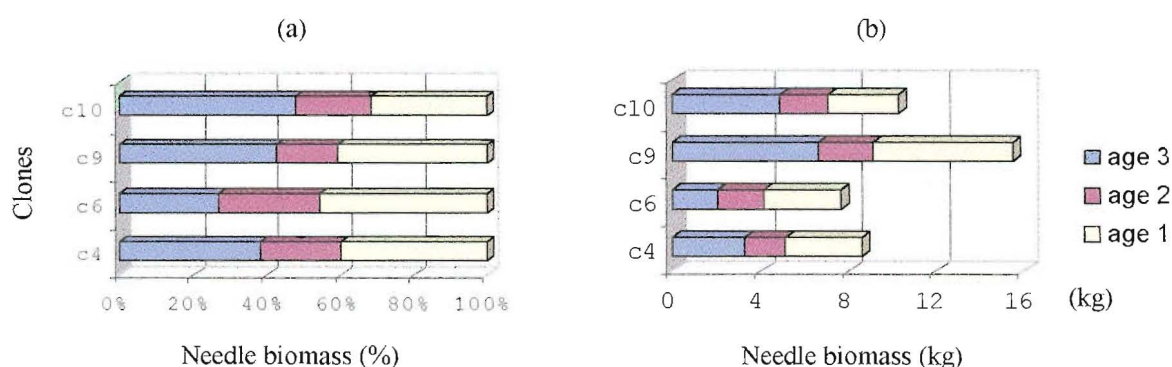 (a)
(b)
Clones
c10
c9
c6
c4
0% 20% 40% 60% 80% 100%
Needle biomass (%)
c10
c9
c6
c4
0 4 8 12 16 (kg)
Needle biomass (kg)
age 3
age 2
age 1